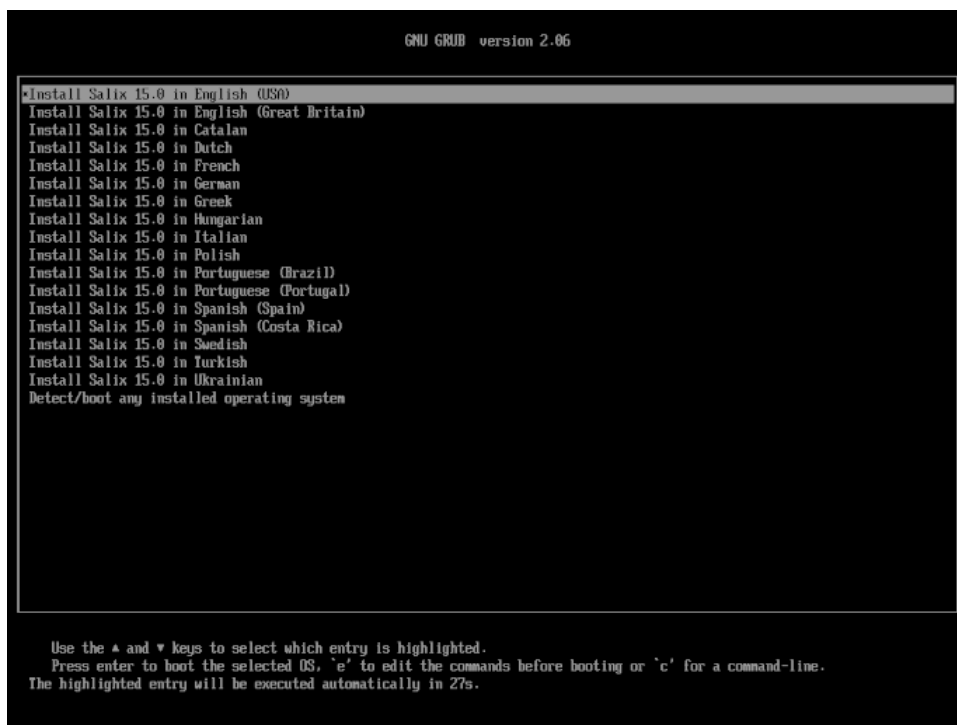 GNU GRUB version 2.06
*Install Salix 15.0 in English (USA)
Install Salix 15.0 in English (Great Britain)
Install Salix 15.0 in Catalan
Install Salix 15.0 in Dutch
Install Salix 15.0 in French
Install Salix 15.0 in German
Install Salix 15.0 in Greek
Install Salix 15.0 in Hungarian
Install Salix 15.0 in Italian
Install Salix 15.0 in Polish
Install Salix 15.0 in Portuguese (Brazil)
Install Salix 15.0 in Portuguese (Portugal)
Install Salix 15.0 in Spanish (Spain)
Install Salix 15.0 in Spanish (Costa Rica)
Install Salix 15.0 in Swedish
Install Salix 15.0 in Turkish
Install Salix 15.0 in Ukrainian
Detect/boot any installed operating system
Use the ▲ and ▼ keys to select which entry is highlighted.
Press enter to boot the selected OS, `e' to edit the commands before booting or `c' for a command-line.
The highlighted entry will be executed automatically in 27s.